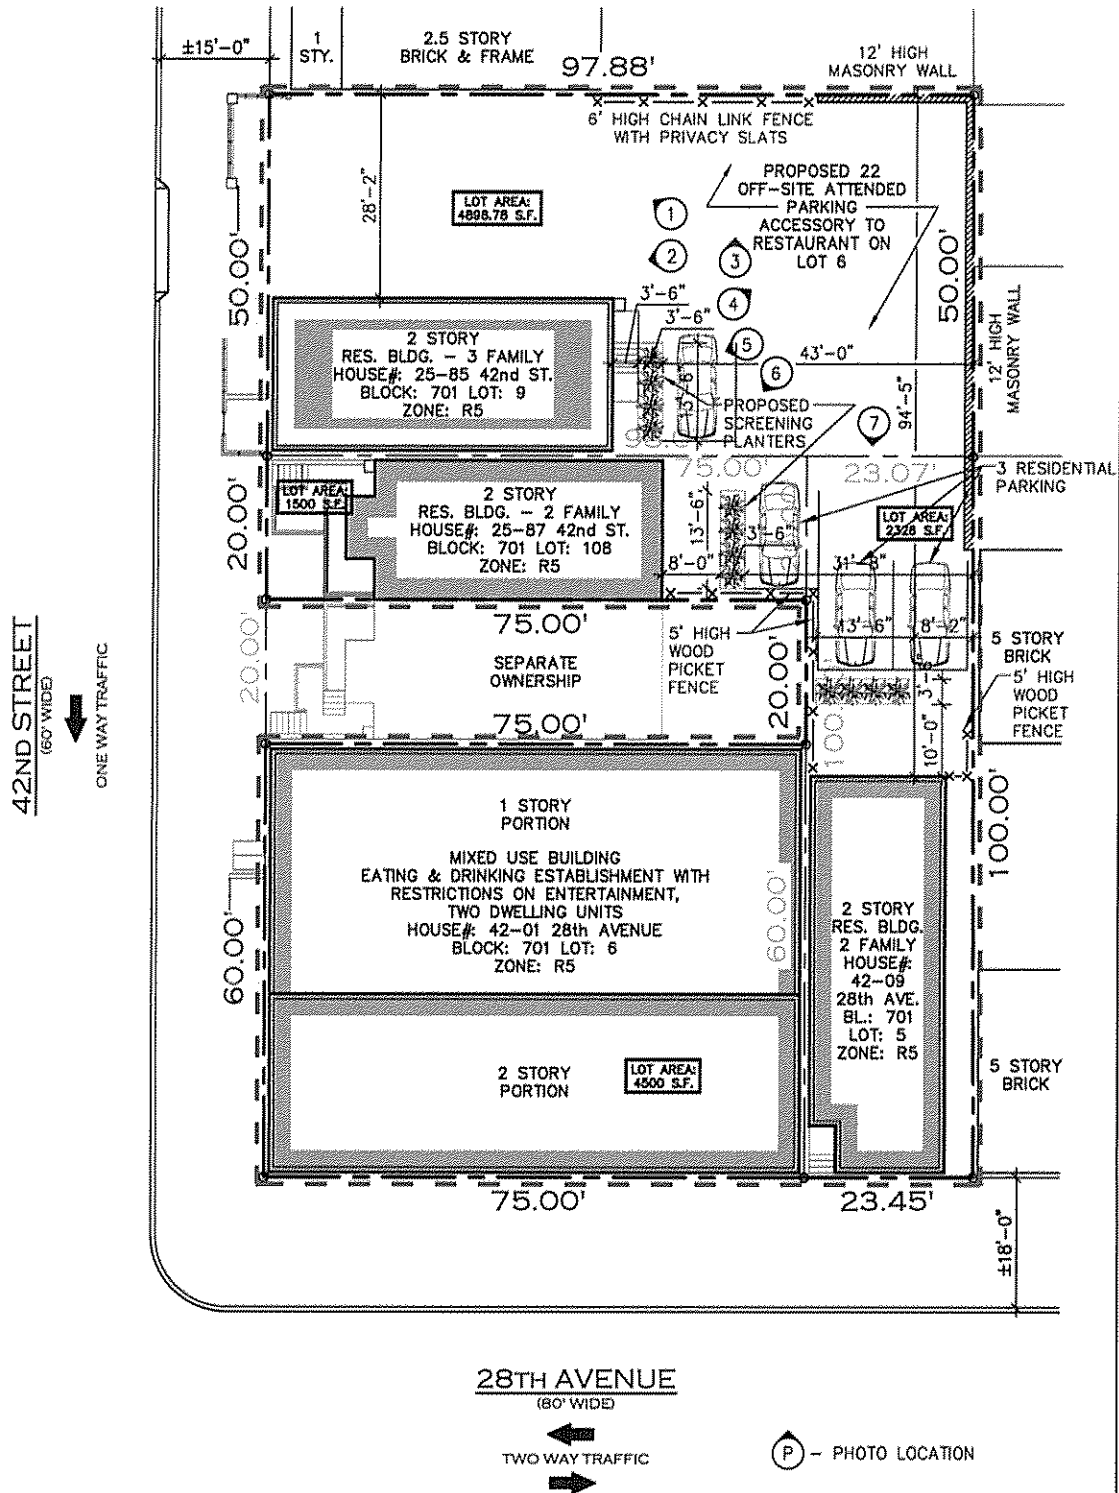 ±15'-0"
1
STY.
2.5 STORY
BRICK & FRAME
97.88'
12' HIGH
MASONRY WALL
6' HIGH CHAIN LINK FENCE
WITH PRIVACY SLATS
28'-2"
LOT AREA:
4898.78 S.F.
PROPOSED 22
OFF-SITE ATTENDED
PARKING
ACCESSORY TO
RESTAURANT ON
LOT 6
1
2
3
4
5
6
7
50.00'
50.00'
12' HIGH
MASONRY WALL
3'-6"
3'-6"
43'-0"
94'-5"
2 STORY
RES. BLDG. - 3 FAMILY
HOUSE#: 25-85 42nd ST.
BLOCK: 701 LOT: 9
ZONE: R5
PROPOSED
SCREENING
PLANTERS
75.00'
23.07'
3 RESIDENTIAL
PARKING
LOT AREA:
1500 S.F.
20.00'
2 STORY
RES. BLDG. - 2 FAMILY
HOUSE#: 25-87 42nd ST.
BLOCK: 701 LOT: 108
ZONE: R5
13'-6"
3'-6"
8'-0"
LOT AREA:
2328 S.F.
31'-8"
13'-6"
8'-2"
75.00'
5' HIGH
WOOD
PICKET
FENCE
5 STORY
BRICK
5' HIGH
WOOD
PICKET
FENCE
20.00'
SEPARATE
OWNERSHIP
20.00'
75.00'
100
10'-0"
100.00'
42ND STREET
(60' WIDE)
ONE WAY TRAFFIC
1 STORY
PORTION
MIXED USE BUILDING
EATING & DRINKING ESTABLISHMENT WITH
RESTRICTIONS ON ENTERTAINMENT,
TWO DWELLING UNITS
HOUSE#: 42-01 28th AVENUE
BLOCK: 701 LOT: 6
ZONE: R5
60.00'
60.00'
2 STORY
RES. BLDG.
2 FAMILY
HOUSE#:
42-09
28th AVE.
BL.: 701
LOT: 5
ZONE: R5
2 STORY
PORTION
LOT AREA:
4500 S.F.
5 STORY
BRICK
75.00'
23.45'
±18'-0"
28TH AVENUE
(80' WIDE)
TWO WAY TRAFFIC
P - PHOTO LOCATION